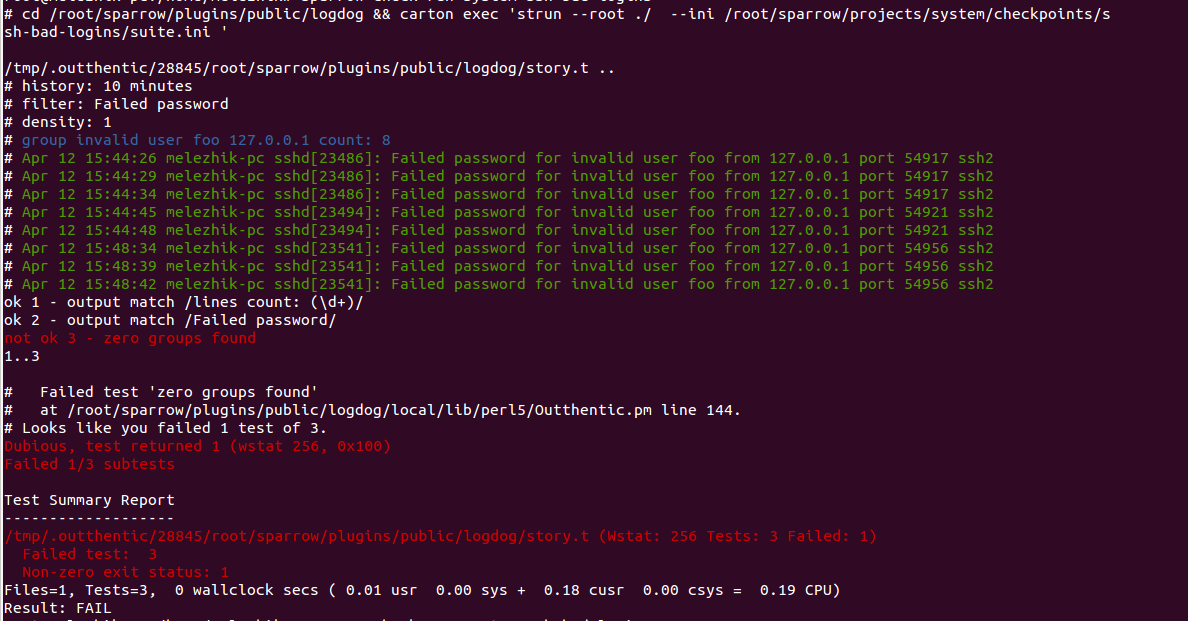 # cd /root/sparrow/plugins/public/logdog && carton exec 'strun --root ./  --ini /root/sparrow/projects/system/checkpoints/s
sh-bad-logins/suite.ini '
/tmp/.outthentic/28845/root/sparrow/plugins/public/logdog/story.t ..
# history: 10 minutes
# filter: Failed password
# density: 1
# group invalid user foo 127.0.0.1 count: 8
# Apr 12 15:44:26 melezhik-pc sshd[23486]: Failed password for invalid user foo from 127.0.0.1 port 54917 ssh2
# Apr 12 15:44:29 melezhik-pc sshd[23486]: Failed password for invalid user foo from 127.0.0.1 port 54917 ssh2
# Apr 12 15:44:34 melezhik-pc sshd[23486]: Failed password for invalid user foo from 127.0.0.1 port 54917 ssh2
# Apr 12 15:44:45 melezhik-pc sshd[23494]: Failed password for invalid user foo from 127.0.0.1 port 54921 ssh2
# Apr 12 15:44:48 melezhik-pc sshd[23494]: Failed password for invalid user foo from 127.0.0.1 port 54921 ssh2
# Apr 12 15:48:34 melezhik-pc sshd[23541]: Failed password for invalid user foo from 127.0.0.1 port 54956 ssh2
# Apr 12 15:48:39 melezhik-pc sshd[23541]: Failed password for invalid user foo from 127.0.0.1 port 54956 ssh2
# Apr 12 15:48:42 melezhik-pc sshd[23541]: Failed password for invalid user foo from 127.0.0.1 port 54956 ssh2
ok 1 - output match /lines count: (\d+)/
ok 2 - output match /Failed password/
not ok 3 - zero groups found
1..3
#   Failed test 'zero groups found'
#   at /root/sparrow/plugins/public/logdog/local/lib/perl5/Outthentic.pm line 144.
# Looks like you failed 1 test of 3.
Dubious, test returned 1 (wstat 256, 0x100)
Failed 1/3 subtests
Test Summary Report
-------------------
/tmp/.outthentic/28845/root/sparrow/plugins/public/logdog/story.t (Wstat: 256 Tests: 3 Failed: 1)
  Failed test:  3
  Non-zero exit status: 1
Files=1, Tests=3,  0 wallclock secs ( 0.01 usr  0.00 sys +  0.18 cusr  0.00 csys =  0.19 CPU)
Result: FAIL